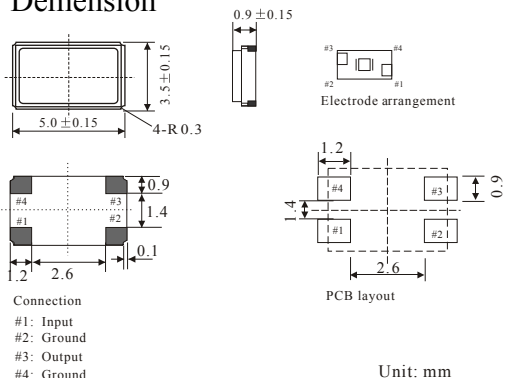 Demension
0.9±0.15
3.5±0.15
5.0±0.15
4-R0.3
#3 #4
#2 #1
Electrode arrangement
#4 #3
#1 #2
0.9
1.4
0.1
1.2 2.6
1.2
#4 #3
0.9
1.4
#1 #2
2.6
PCB layout
Connection
#1: Input
#2: Ground
#3: Output
#4: Ground
Unit: mm